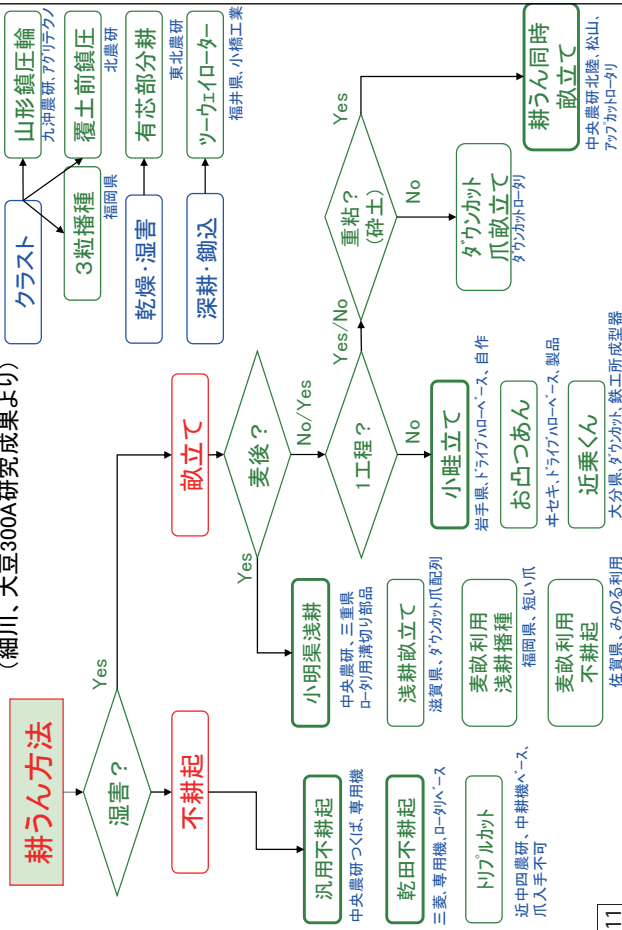 (細川、大豆300A研究成果より)
耕うん方法
湿害？
Yes
不耕起
汎用不耕起
中央農研つくば、専用機
乾田不耕起
三菱、専用機、ロータリベース
トリプルカット
近中四農研、中耕機ベース、
爪入手不可
畝立て
麦後？
Yes
No/Yes
小明渠浅耕
中央農研、三重県
ロータリ用溝切り部品
浅耕畝立て
滋賀県、ダウンカット爪配列
麦畝利用
浅耕播種
福岡県、短い爪
麦畝利用
不耕起
佐賀県、みのる利用
1工程？
Yes/No
No
小畦立て
岩手県、ドライブハローベース、自作
お凸つあん
ヰセキ、ドライブハローベース、製品
近乗くん
大分県、ダウンカット、鉄工所成型器
重粘？
(砕土)
Yes
No
ダウンカット
爪畝立て
ダウンカットロータリ
耕うん同時
畝立て
中央農研北陸、松山、
アップカットロータリ
クラスト
山形鎮圧輪
九沖農研、アグリテクノ
覆土前鎮圧
北農研
3粒播種
福岡県
乾燥・湿害
有芯部分耕
東北農研
深耕・鋤込
ツーウェイローター
福井県、小橋工業
11